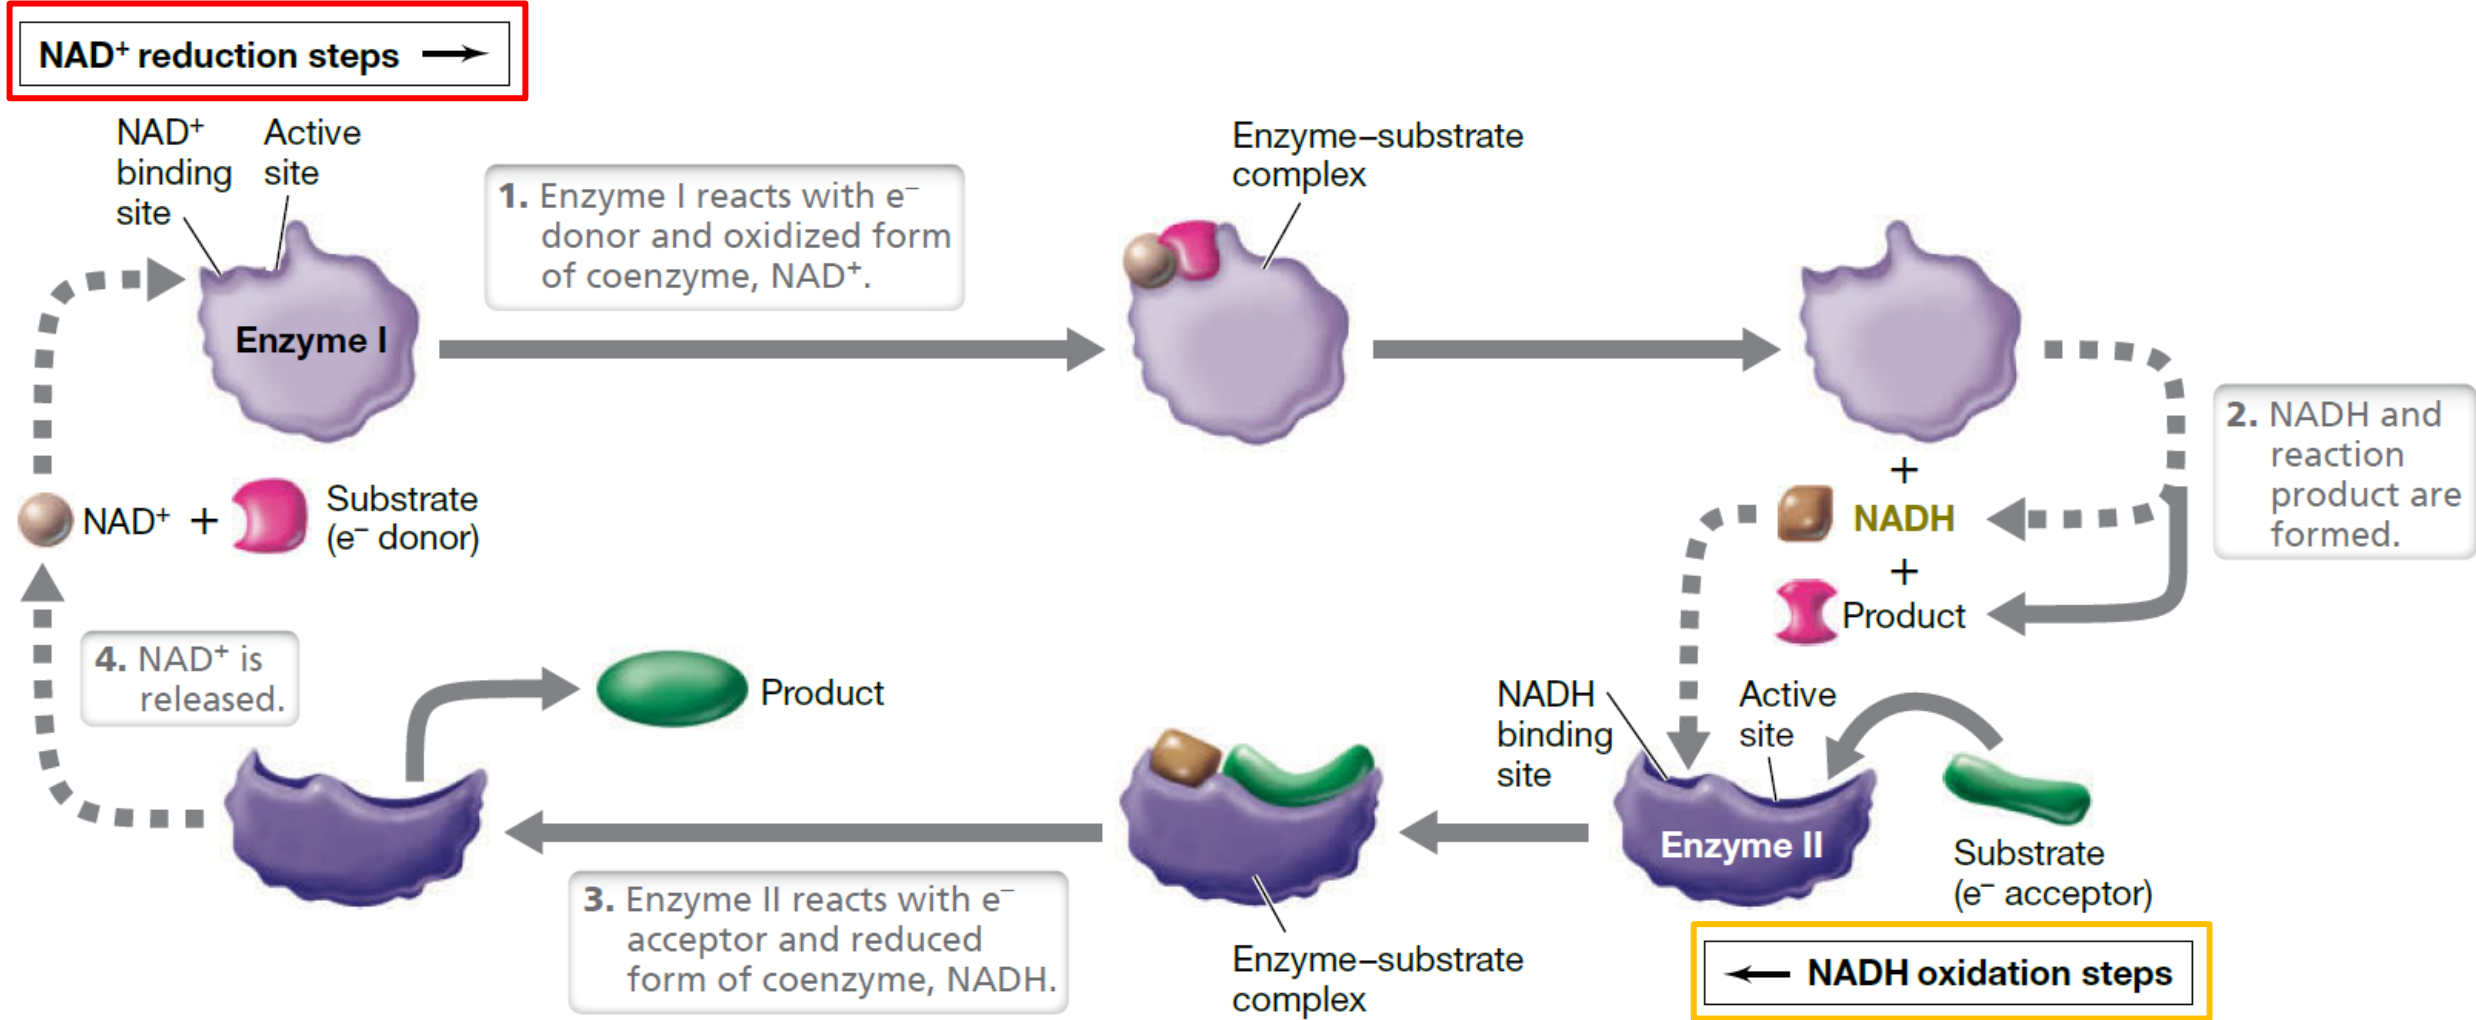 NAD⁺ reduction steps
NAD⁺
binding
site
Active
site
1. Enzyme I reacts with e⁻
donor and oxidized form
of coenzyme, NAD⁺.
Enzyme–substrate
complex
Enzyme I
2. NADH and
reaction
product are
formed.
+
NADH
+
Product
NAD⁺ +
Substrate
(e⁻ donor)
4. NAD⁺ is
released.
Product
NADH
binding
site
Active
site
Enzyme II
Substrate
(e⁻ acceptor)
3. Enzyme II reacts with e⁻
acceptor and reduced
form of coenzyme, NADH.
Enzyme–substrate
complex
NADH oxidation steps